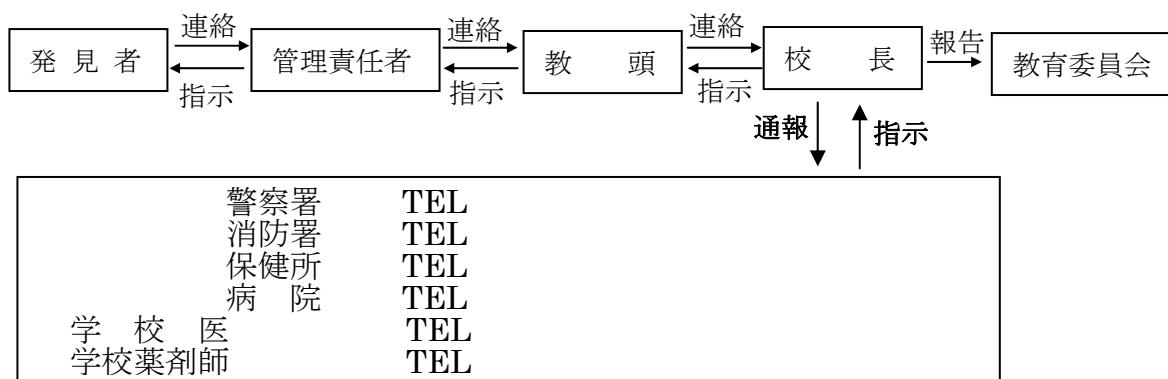 連絡 連絡 連絡 報告
発見者 管理責任者 教頭 校長 教育委員会
指示 指示 指示
通報 指示
警察署 TEL
消防署 TEL
保健所 TEL
病院 TEL
学校医 TEL
学校薬剤師 TEL